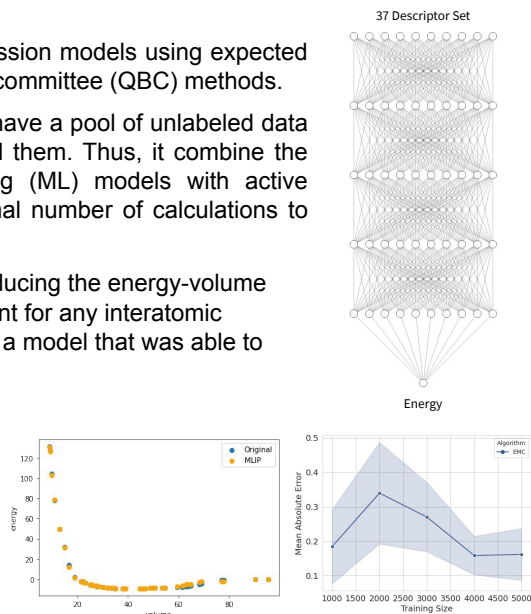 37 Descriptor Set
ssion models using expected
committee (QBC) methods.
have a pool of unlabeled data
them. Thus, it combine the
g (ML) models with active
nal number of calculations to
ducing the energy-volume
nt for any interatomic
a model that was able to
Energy
Original
MLIP
120
100
80
60
40
20
0
energy
20
40
60
80
volume
Algorithm
EMC
0.5
0.4
0.3
0.2
0.1
Mean Absolute Error
1000 1500 2000 2500 3000 3500 4000 4500 5000
Training Size